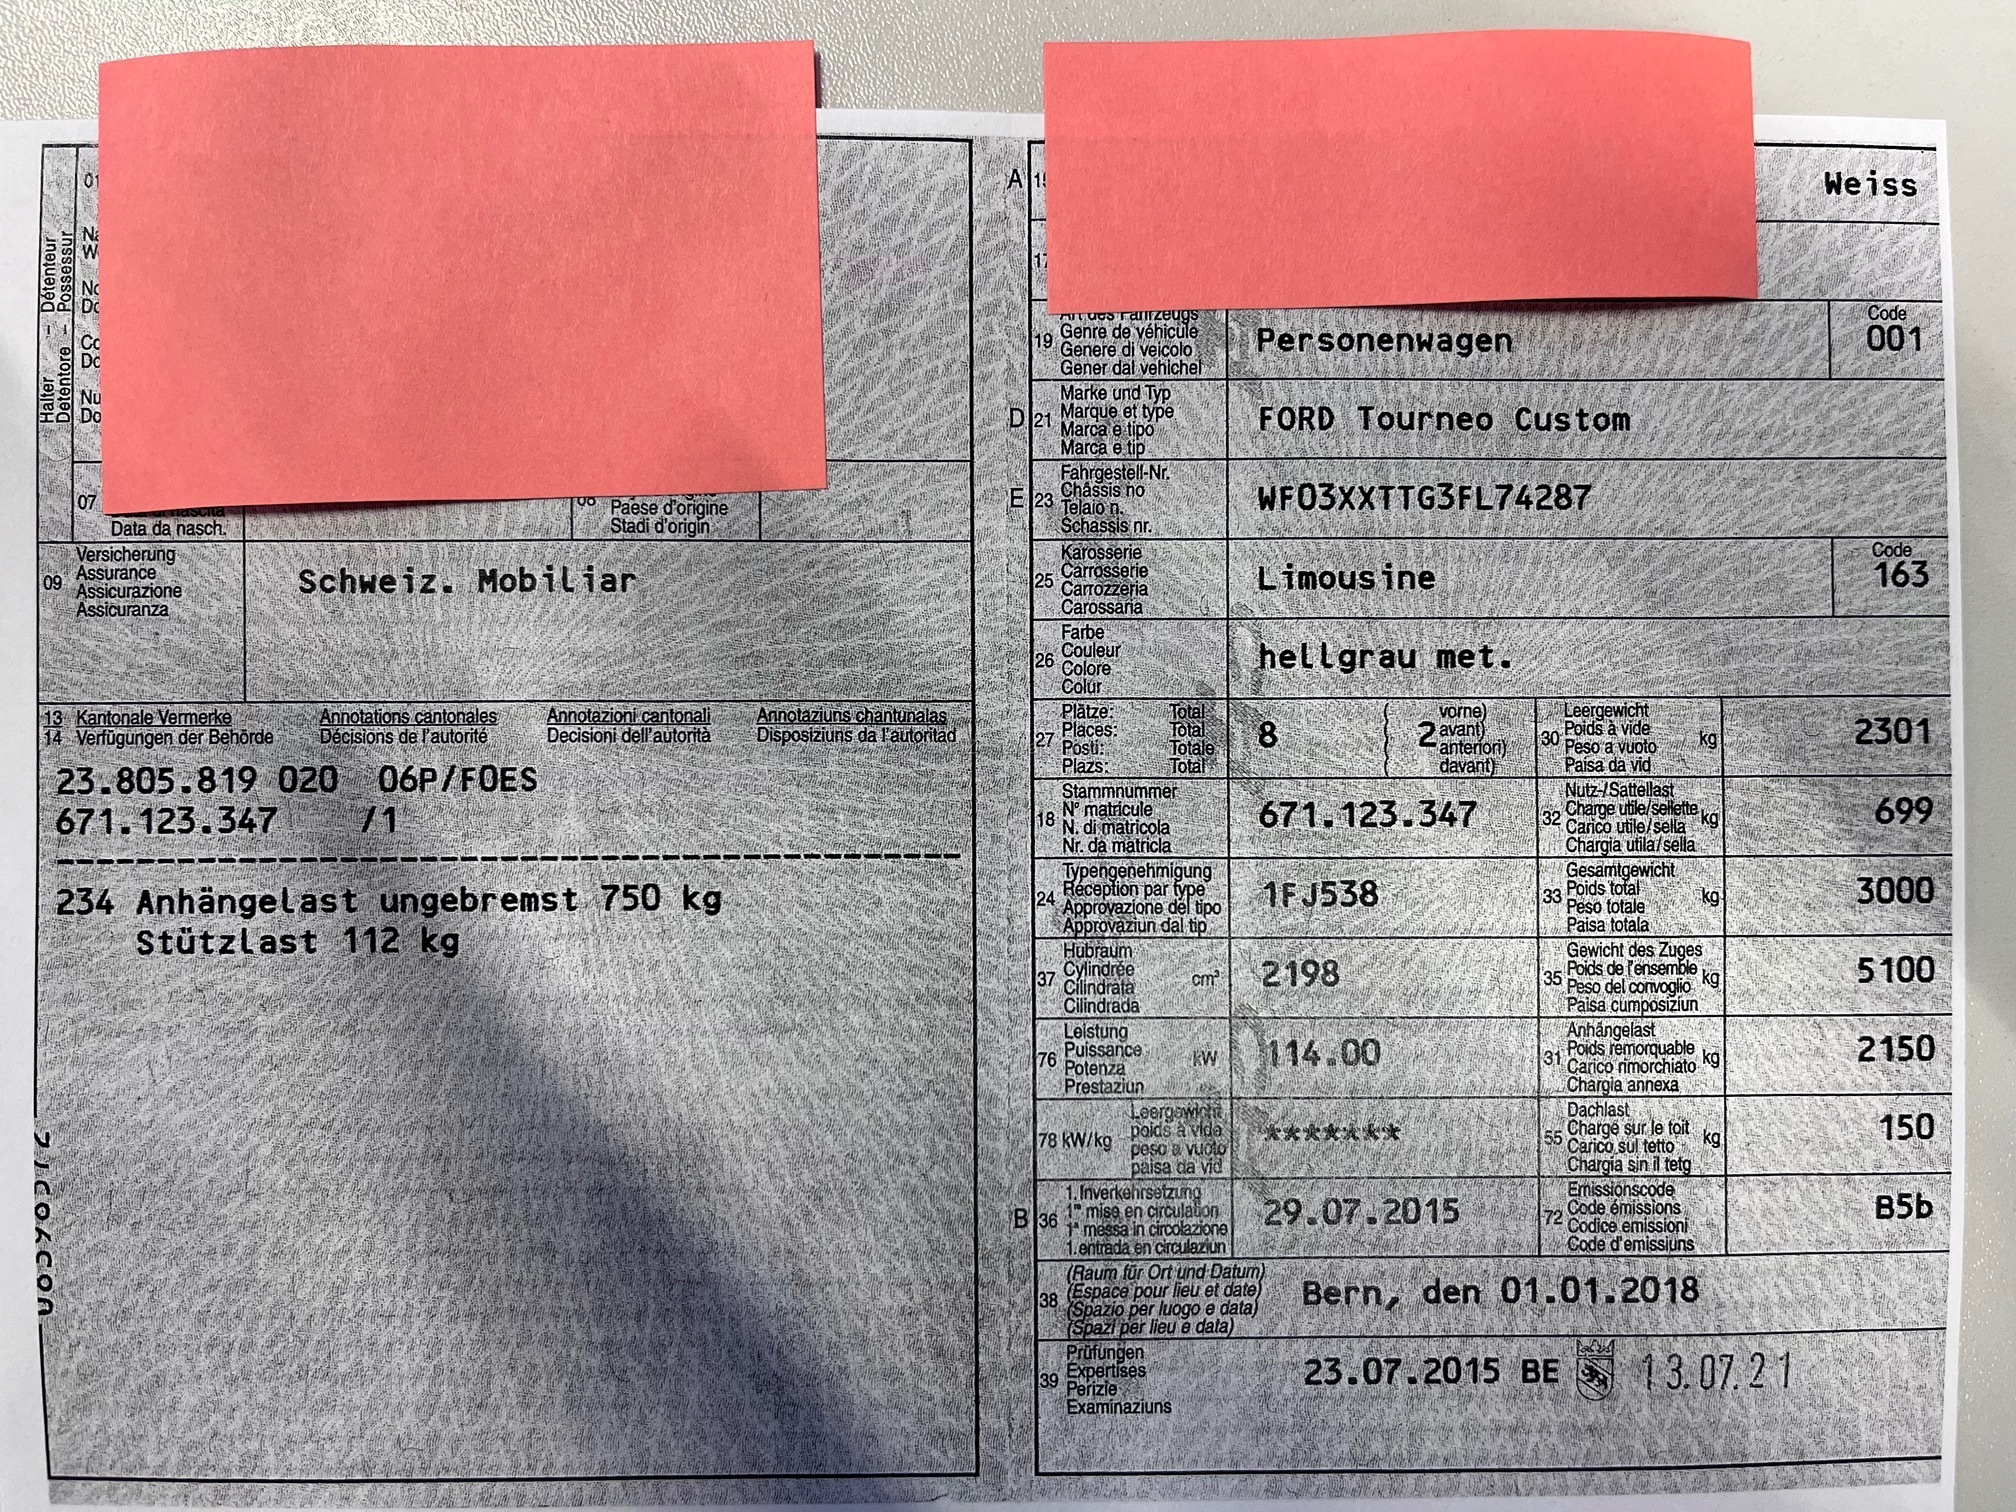 Halter – Détenteur
Detentore – Possessur
01
07
Data da nasch.
08
Paese d'origine
Stadi d'origin
09
Versicherung
Assurance
Assicurazione
Assicuranza
Schweiz. Mobiliar
13 Kantonale Vermerke Annotations cantonales Annotazioni cantonali Annotaziuns chantunalas
14 Verfügungen der Behörde Décisions de l'autorité Decisioni dell'autorità Disposiziuns da l'autoritad
23.805.819 020 06P/FOES
671.123.347 /1
234 Anhängelast ungebremst 750 kg
Stützlast 112 kg
A
Weiss
Art des Fahrzeugs
19 Genre de véhicule
Genere di veicolo
Gener dal vehichel
Personenwagen
Code
001
D 21
Marke und Typ
Marque et type
Marca e tipo
Marca e tip
FORD Tourneo Custom
E 23
Fahrgestell-Nr.
Châssis no
Telaio n.
Schassis nr.
WF03XXTTG3FL74287
25
Karosserie
Carrosserie
Carrozzeria
Carossaria
Limousine
Code
163
26
Farbe
Couleur
Colore
Colur
hellgrau met.
27
Plätze: Total
Places: Total
Posti: Totale
Plazs: Total
8
2
vorne)
avant)
anteriori)
davant)
30
Leergewicht
Poids à vide
Peso a vuoto
Paisa da vid
kg
2301
18
Stammnummer
N° matricule
N. di matricola
Nr. da matricla
671.123.347
32
Nutz-/Sattellast
Charge utile/sellette
Carico utile/sella
Chargia utila/sella
kg
699
24
Typengenehmigung
Réception par type
Approvazione del tipo
Approvaziun dal tip
1FJ538
33
Gesamtgewicht
Poids total
Peso totale
Paisa totala
kg
3000
37
Hubraum
Cylindrée
Cilindrata
Cilindrada
cm³
2198
35
Gewicht des Zuges
Poids de l'ensemble
Peso del convoglio
Paisa cumposiziun
kg
5100
76
Leistung
Puissance
Potenza
Prestaziun
kW
114.00
31
Anhängelast
Poids remorquable
Carico rimorchiato
Chargia annexa
kg
2150
78 kW/kg
Leergewicht
poids à vide
peso a vuoto
paisa da vid
*******
55
Dachlast
Charge sur le toit
Carico sul tetto
Chargia sin il tetg
kg
150
B 36
1. Inverkehrsetzung
1re mise en circulation
1a messa in circolazione
1. entrada en circulaziun
29.07.2015
72
Emissionscode
Code émissions
Codice emissioni
Code d'emissiuns
B5b
38
(Raum für Ort und Datum)
(Espace pour lieu et date)
(Spazio per luogo e data)
(Spazi per lieu e data)
Bern, den 01.01.2018
39
Prüfungen
Expertises
Perizie
Examinaziuns
23.07.2015 BE 13.07.21